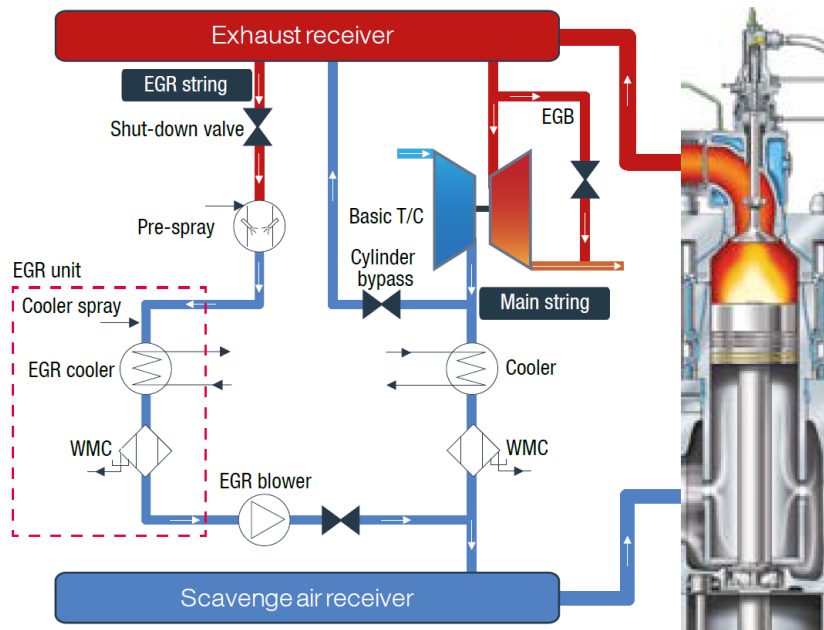 Exhaust receiver
EGR string
Shut-down valve
EGB
Basic T/C
Pre-spray
Cylinder
bypass
EGR unit
Cooler spray
Main string
EGR cooler
Cooler
WMC
WMC
EGR blower
Scavenge air receiver